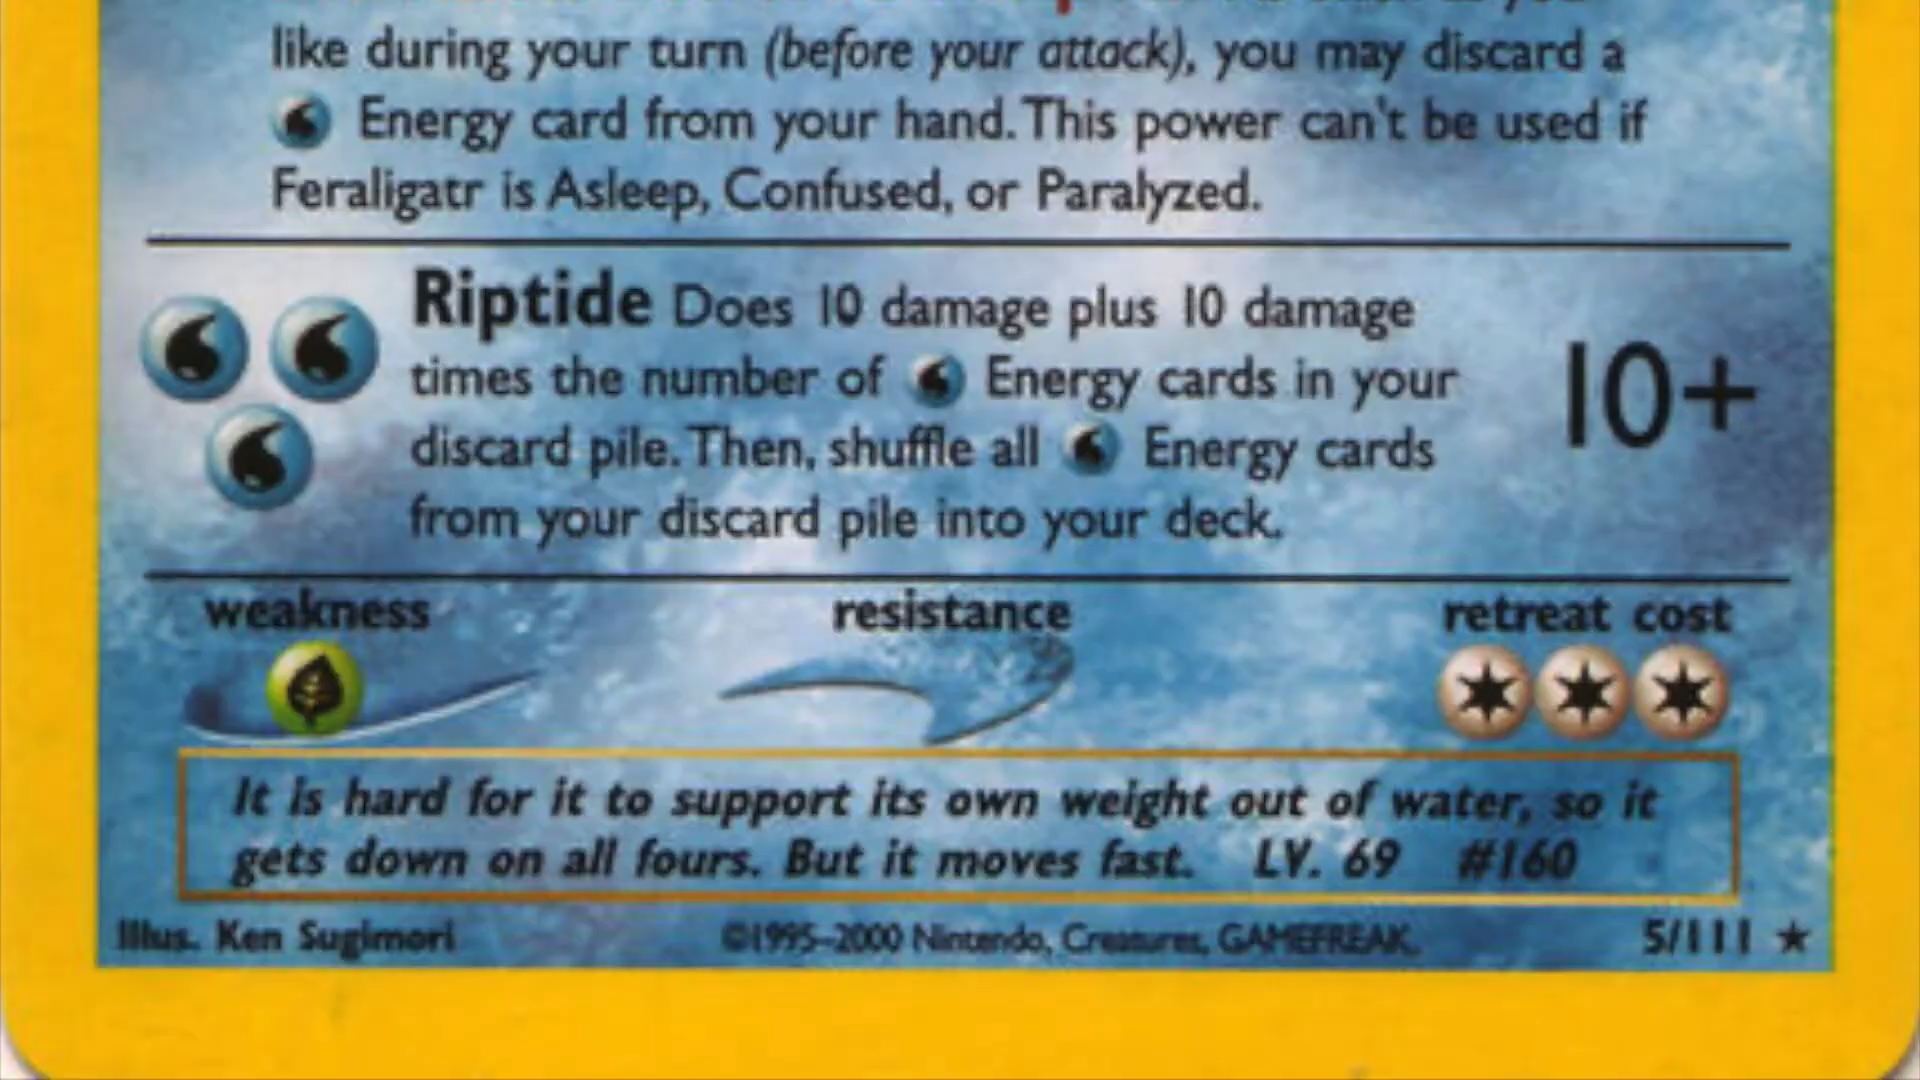 like during your turn (before your attack), you may discard a
Energy card from your hand. This power can't be used if
Feraligatr is Asleep, Confused, or Paralyzed.
Riptide Does 10 damage plus 10 damage
times the number of Energy cards in your
discard pile. Then, shuffle all Energy cards
from your discard pile into your deck.
10+
weakness resistance retreat cost
It is hard for it to support its own weight out of water, so it
gets down on all fours. But it moves fast. LV. 69 #160
Illus. Ken Sugimori ©1995–2000 Nintendo, Creatures, GAMEFREAK. 5/111 ★